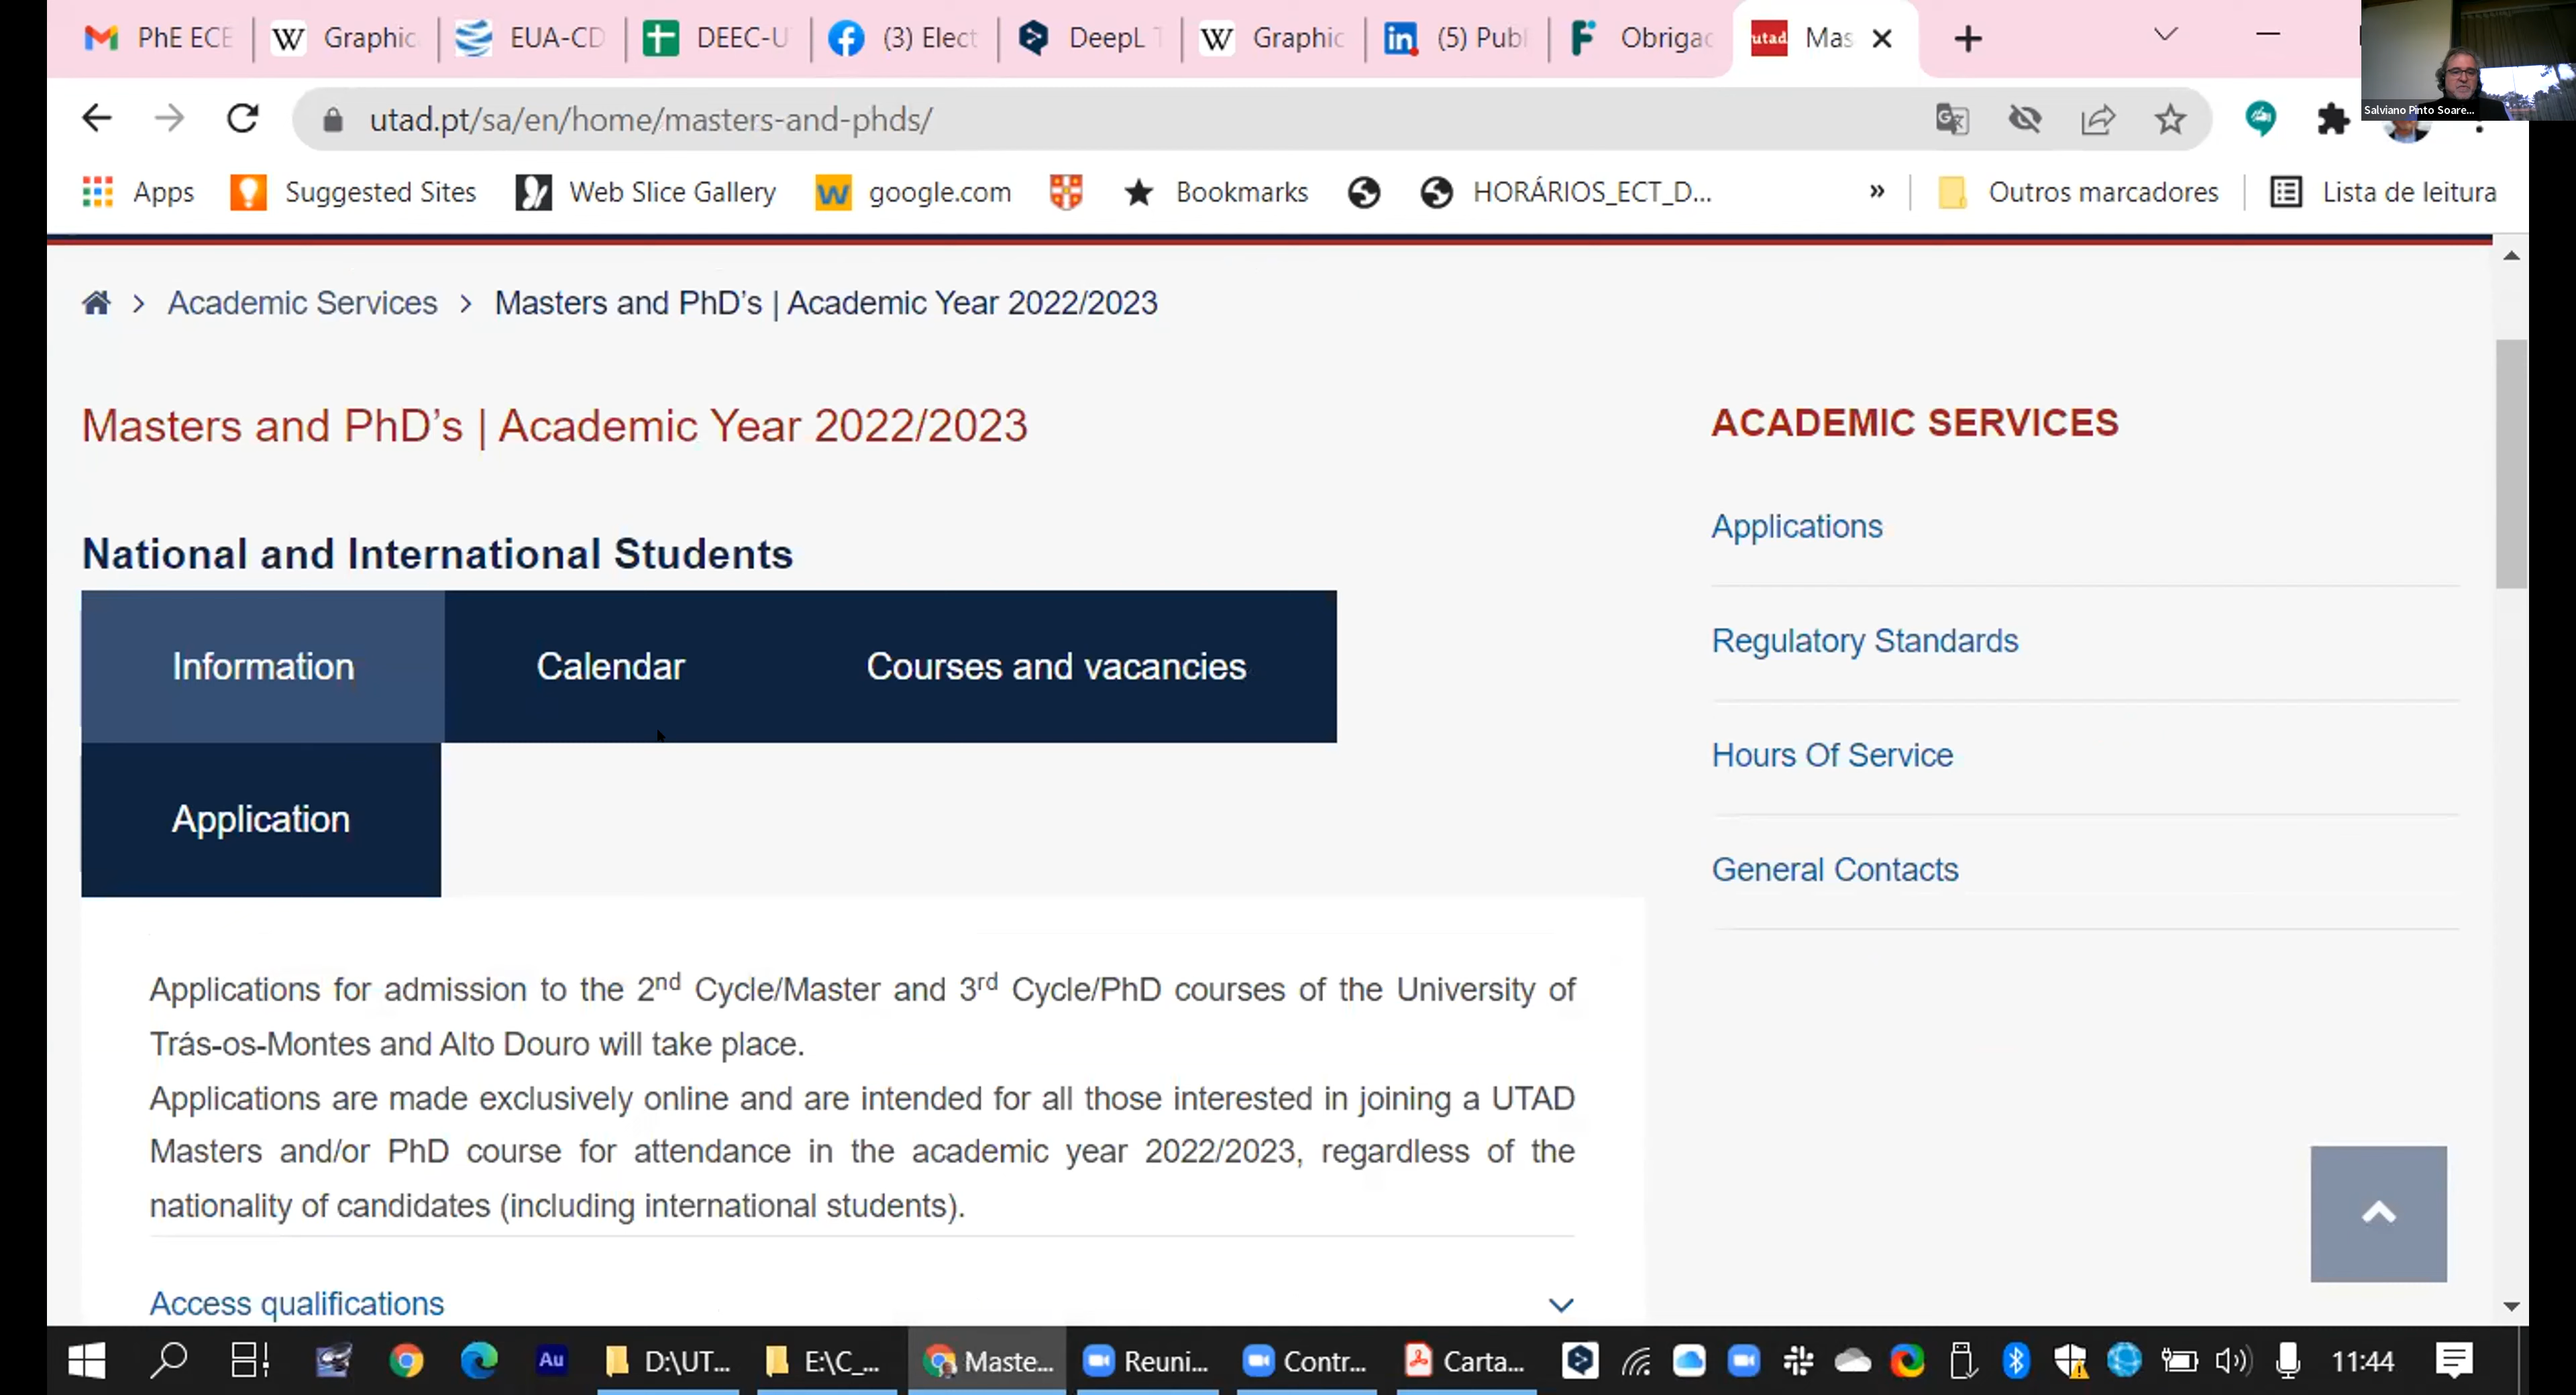 PhE ECE
Graphic
EUA-CD
DEEC-U
(3) Elect
DeepL T
Graphic
(5) Publ
Obrigac
utad
Mas
utad.pt/sa/en/home/masters-and-phds/
Salviano Pinto Soare...
Apps
Suggested Sites
Web Slice Gallery
google.com
Bookmarks
HORÁRIOS_ECT_D...
»
Outros marcadores
Lista de leitura
> Academic Services > Masters and PhD's | Academic Year 2022/2023
Masters and PhD's | Academic Year 2022/2023
National and International Students
Information
Calendar
Courses and vacancies
Application
Applications for admission to the 2nd Cycle/Master and 3rd Cycle/PhD courses of the University of
Trás-os-Montes and Alto Douro will take place.
Applications are made exclusively online and are intended for all those interested in joining a UTAD
Masters and/or PhD course for attendance in the academic year 2022/2023, regardless of the
nationality of candidates (including international students).
Access qualifications
ACADEMIC SERVICES
Applications
Regulatory Standards
Hours Of Service
General Contacts
Au
D:\UT...
E:\C_...
Maste...
Reuni...
Contr...
Carta...
11:44